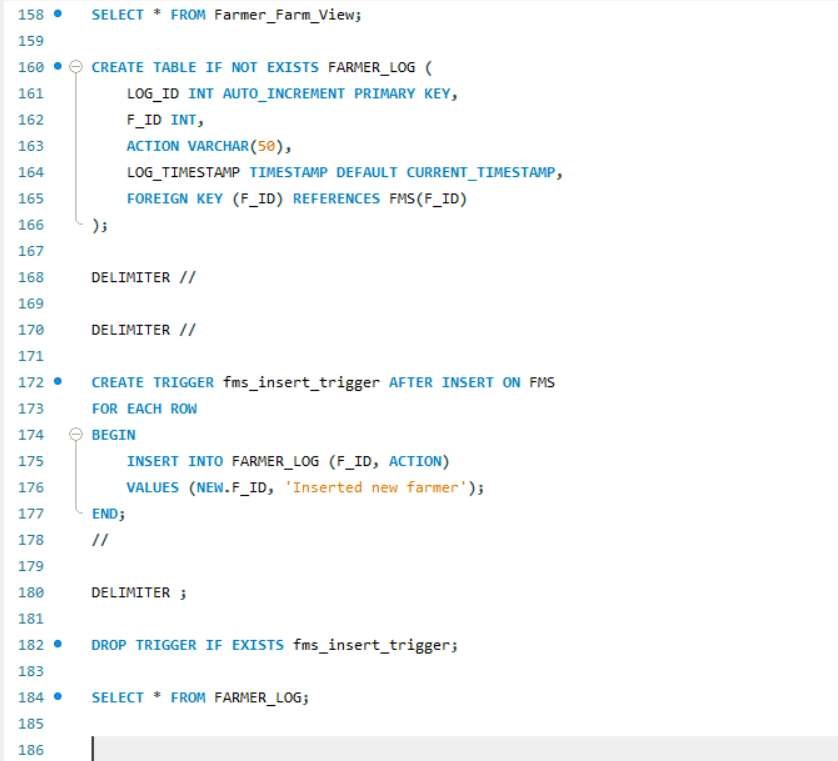 158 SELECT * FROM Farmer_Farm_View;
159
160 CREATE TABLE IF NOT EXISTS FARMER_LOG (
161 LOG_ID INT AUTO_INCREMENT PRIMARY KEY,
162 F_ID INT,
163 ACTION VARCHAR(50),
164 LOG_TIMESTAMP TIMESTAMP DEFAULT CURRENT_TIMESTAMP,
165 FOREIGN KEY (F_ID) REFERENCES FMS(F_ID)
166 );
167
168 DELIMITER //
169
170 DELIMITER //
171
172 CREATE TRIGGER fms_insert_trigger AFTER INSERT ON FMS
173 FOR EACH ROW
174 BEGIN
175 INSERT INTO FARMER_LOG (F_ID, ACTION)
176 VALUES (NEW.F_ID, 'Inserted new farmer');
177 END;
178 //
179
180 DELIMITER ;
181
182 DROP TRIGGER IF EXISTS fms_insert_trigger;
183
184 SELECT * FROM FARMER_LOG;
185
186